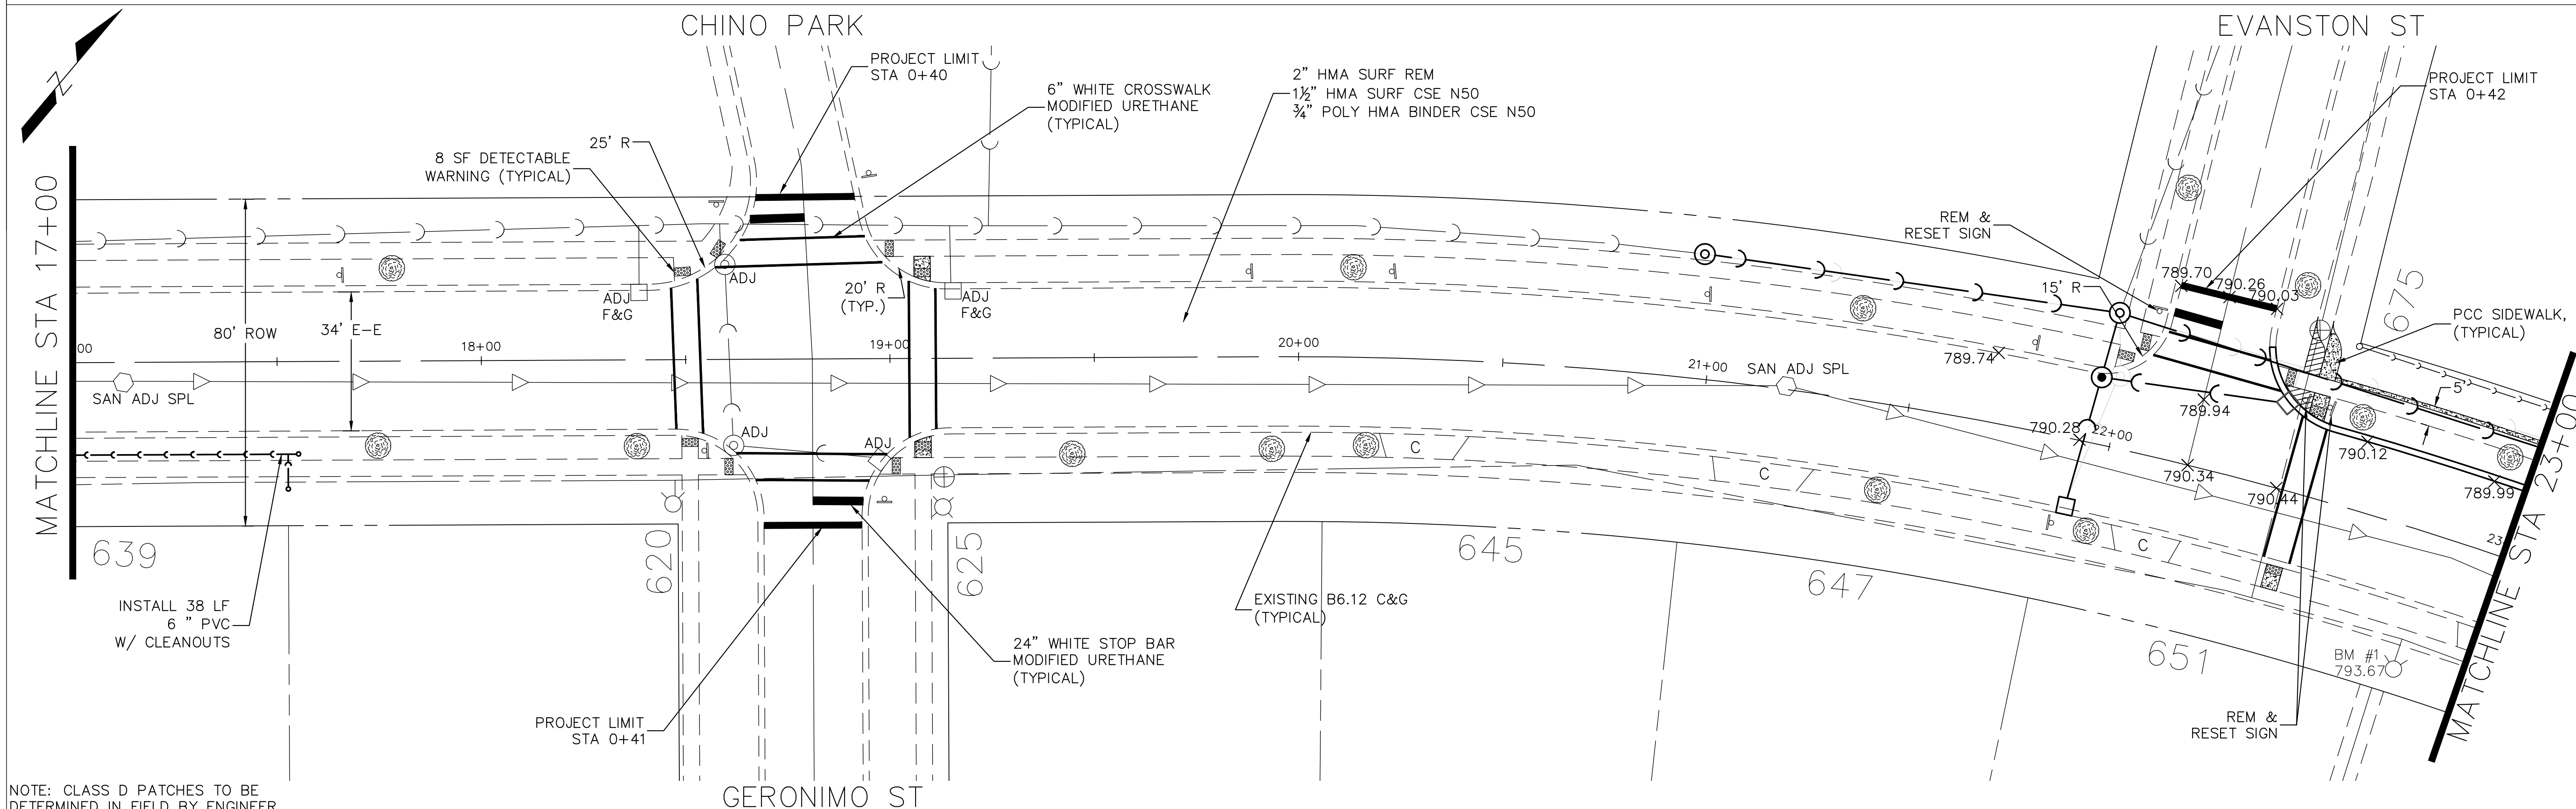 CHINO PARK
EVANSTON ST
N
PROJECT LIMIT
STA 0+40
6" WHITE CROSSWALK
MODIFIED URETHANE
(TYPICAL)
2" HMA SURF REM
1½" HMA SURF CSE N50
¾" POLY HMA BINDER CSE N50
PROJECT LIMIT
STA 0+42
25' R
8 SF DETECTABLE
WARNING (TYPICAL)
MATCHLINE STA 17+00
REM &
RESET SIGN
789.70
790.26
790.03
675
15' R
PCC SIDEWALK,
(TYPICAL)
ADJ
ADJ
F&G
20' R
(TYP.)
ADJ
F&G
80' ROW
34' E-E
00
18+00
19+00
20+00
21+00
789.74
SAN ADJ SPL
SAN ADJ SPL
5'
789.94
790.28
22+00
790.12
790.34
790.44
789.99
ADJ
ADJ
C
C
C
23
MATCHLINE STA 23+00
639
620
625
645
647
651
BM #1
793.67
INSTALL 38 LF
6 " PVC
W/ CLEANOUTS
EXISTING B6.12 C&G
(TYPICAL)
24" WHITE STOP BAR
MODIFIED URETHANE
(TYPICAL)
PROJECT LIMIT
STA 0+41
REM &
RESET SIGN
NOTE: CLASS D PATCHES TO BE
DETERMINED IN FIELD BY ENGINEER
GERONIMO ST